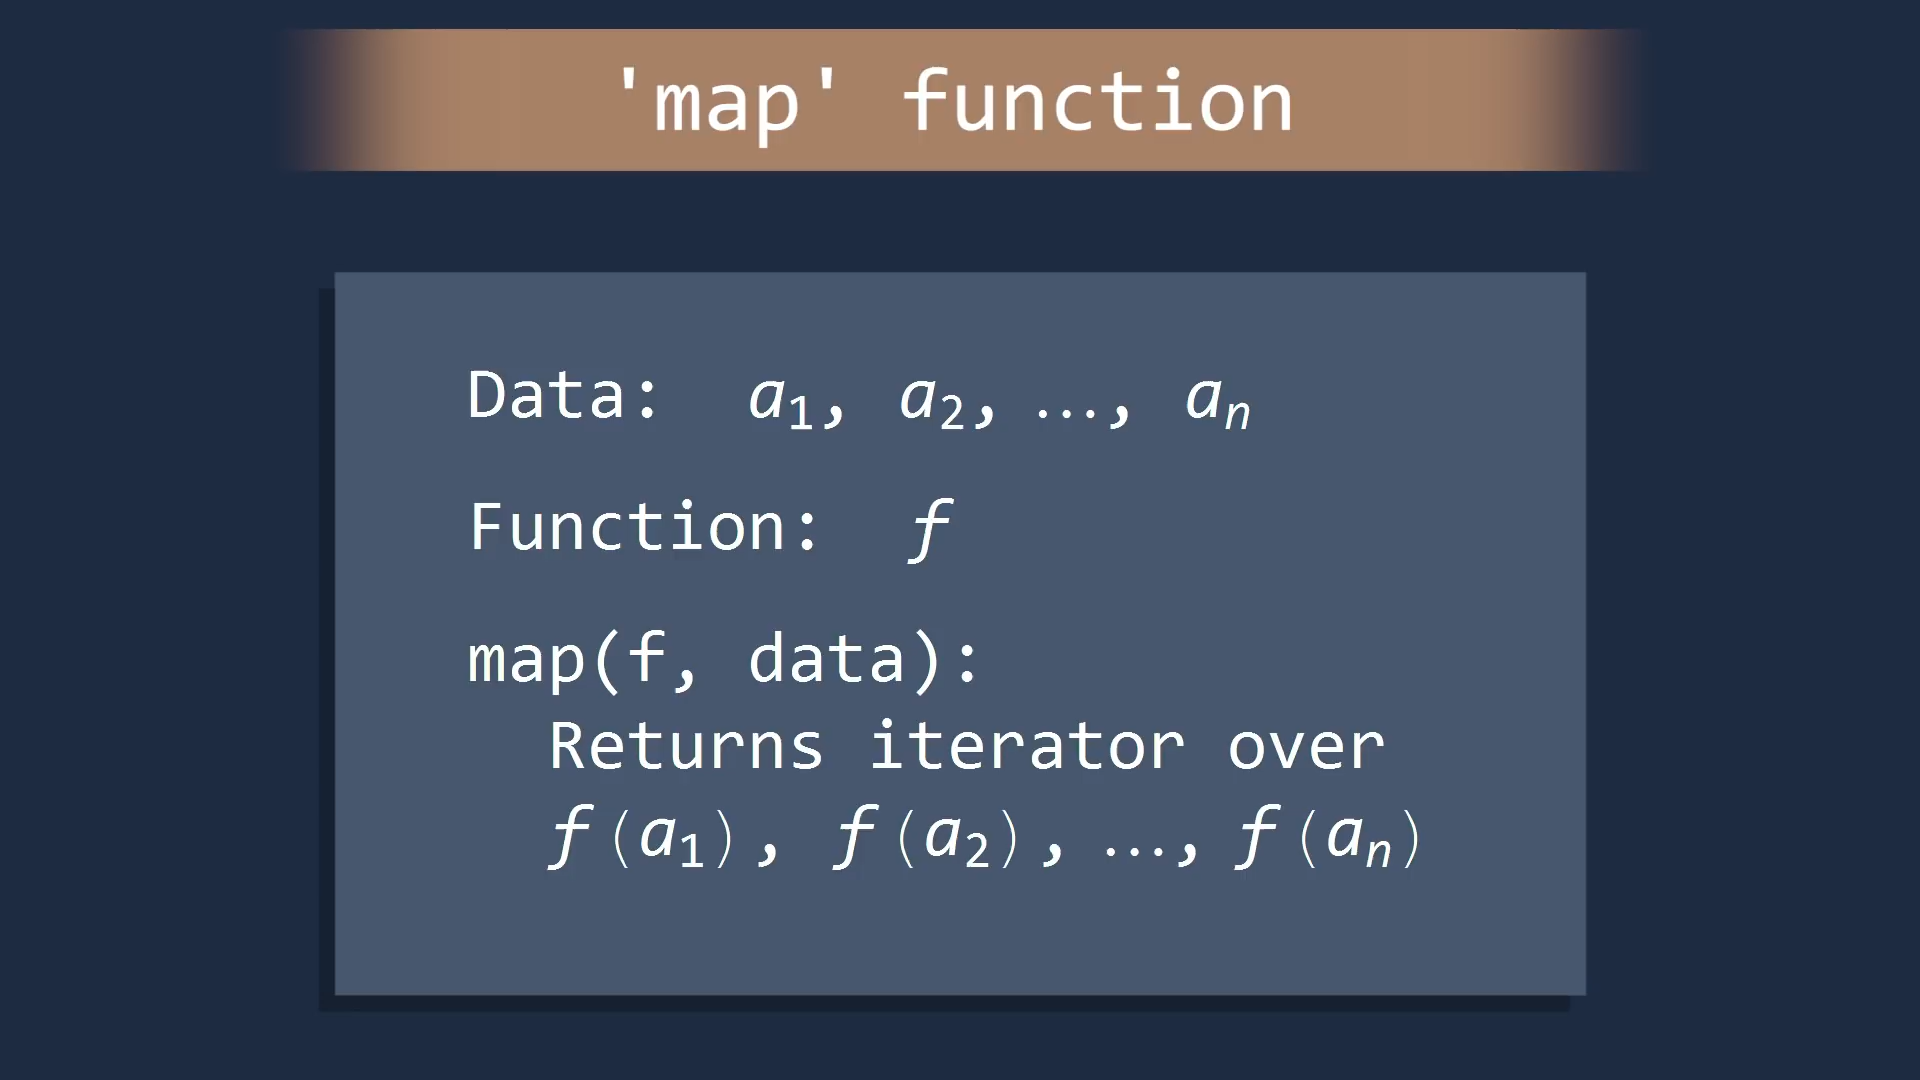 'map' function
Data: a₁, a₂, ..., aₙ
Function: f
map(f, data):
Returns iterator over
f(a₁), f(a₂), ..., f(aₙ)